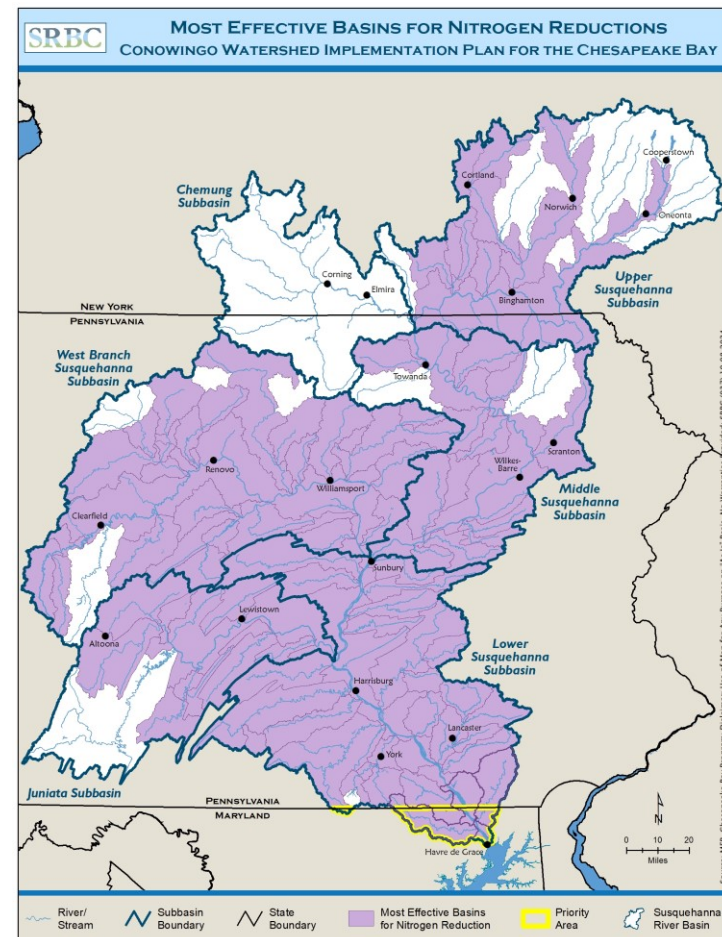 SRBC
MOST EFFECTIVE BASINS FOR NITROGEN REDUCTIONS
CONOWINGO WATERSHED IMPLEMENTATION PLAN FOR THE CHESAPEAKE BAY
Cooperstown
Cortland
Chemung
Subbasin
Norwich
Oneonta
Corning
Elmira
Upper
Susquehanna
Subbasin
Binghamton
NEW YORK
PENNSYLVANIA
West Branch
Susquehanna
Subbasin
Towanda
Scranton
Renovo
Wilkes-
Barre
Williamsport
Middle
Susquehanna
Subbasin
Clearfield
Sunbury
Lewistown
Altoona
Lower
Susquehanna
Subbasin
Harrisburg
Lancaster
York
Juniata Subbasin
PENNSYLVANIA
MARYLAND
Havre de Grace
N
0 10 20
Miles
River/
Stream
Subbasin
Boundary
State
Boundary
Most Effective Basins
for Nitrogen Reduction
Priority
Area
Susquehanna
River Basin